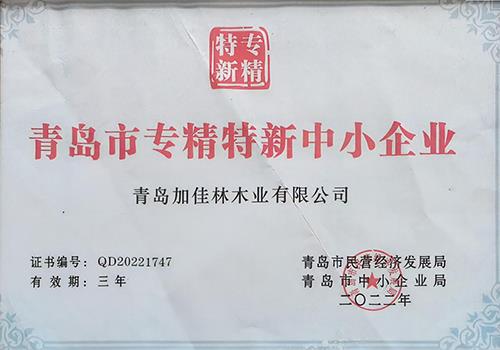 专精
特新
青岛市专精特新中小企业
青岛加佳林木业有限公司
证书编号：QD20221747
有效期：三年
青岛市民营经济发展局
青岛市中小企业局
二〇二二年